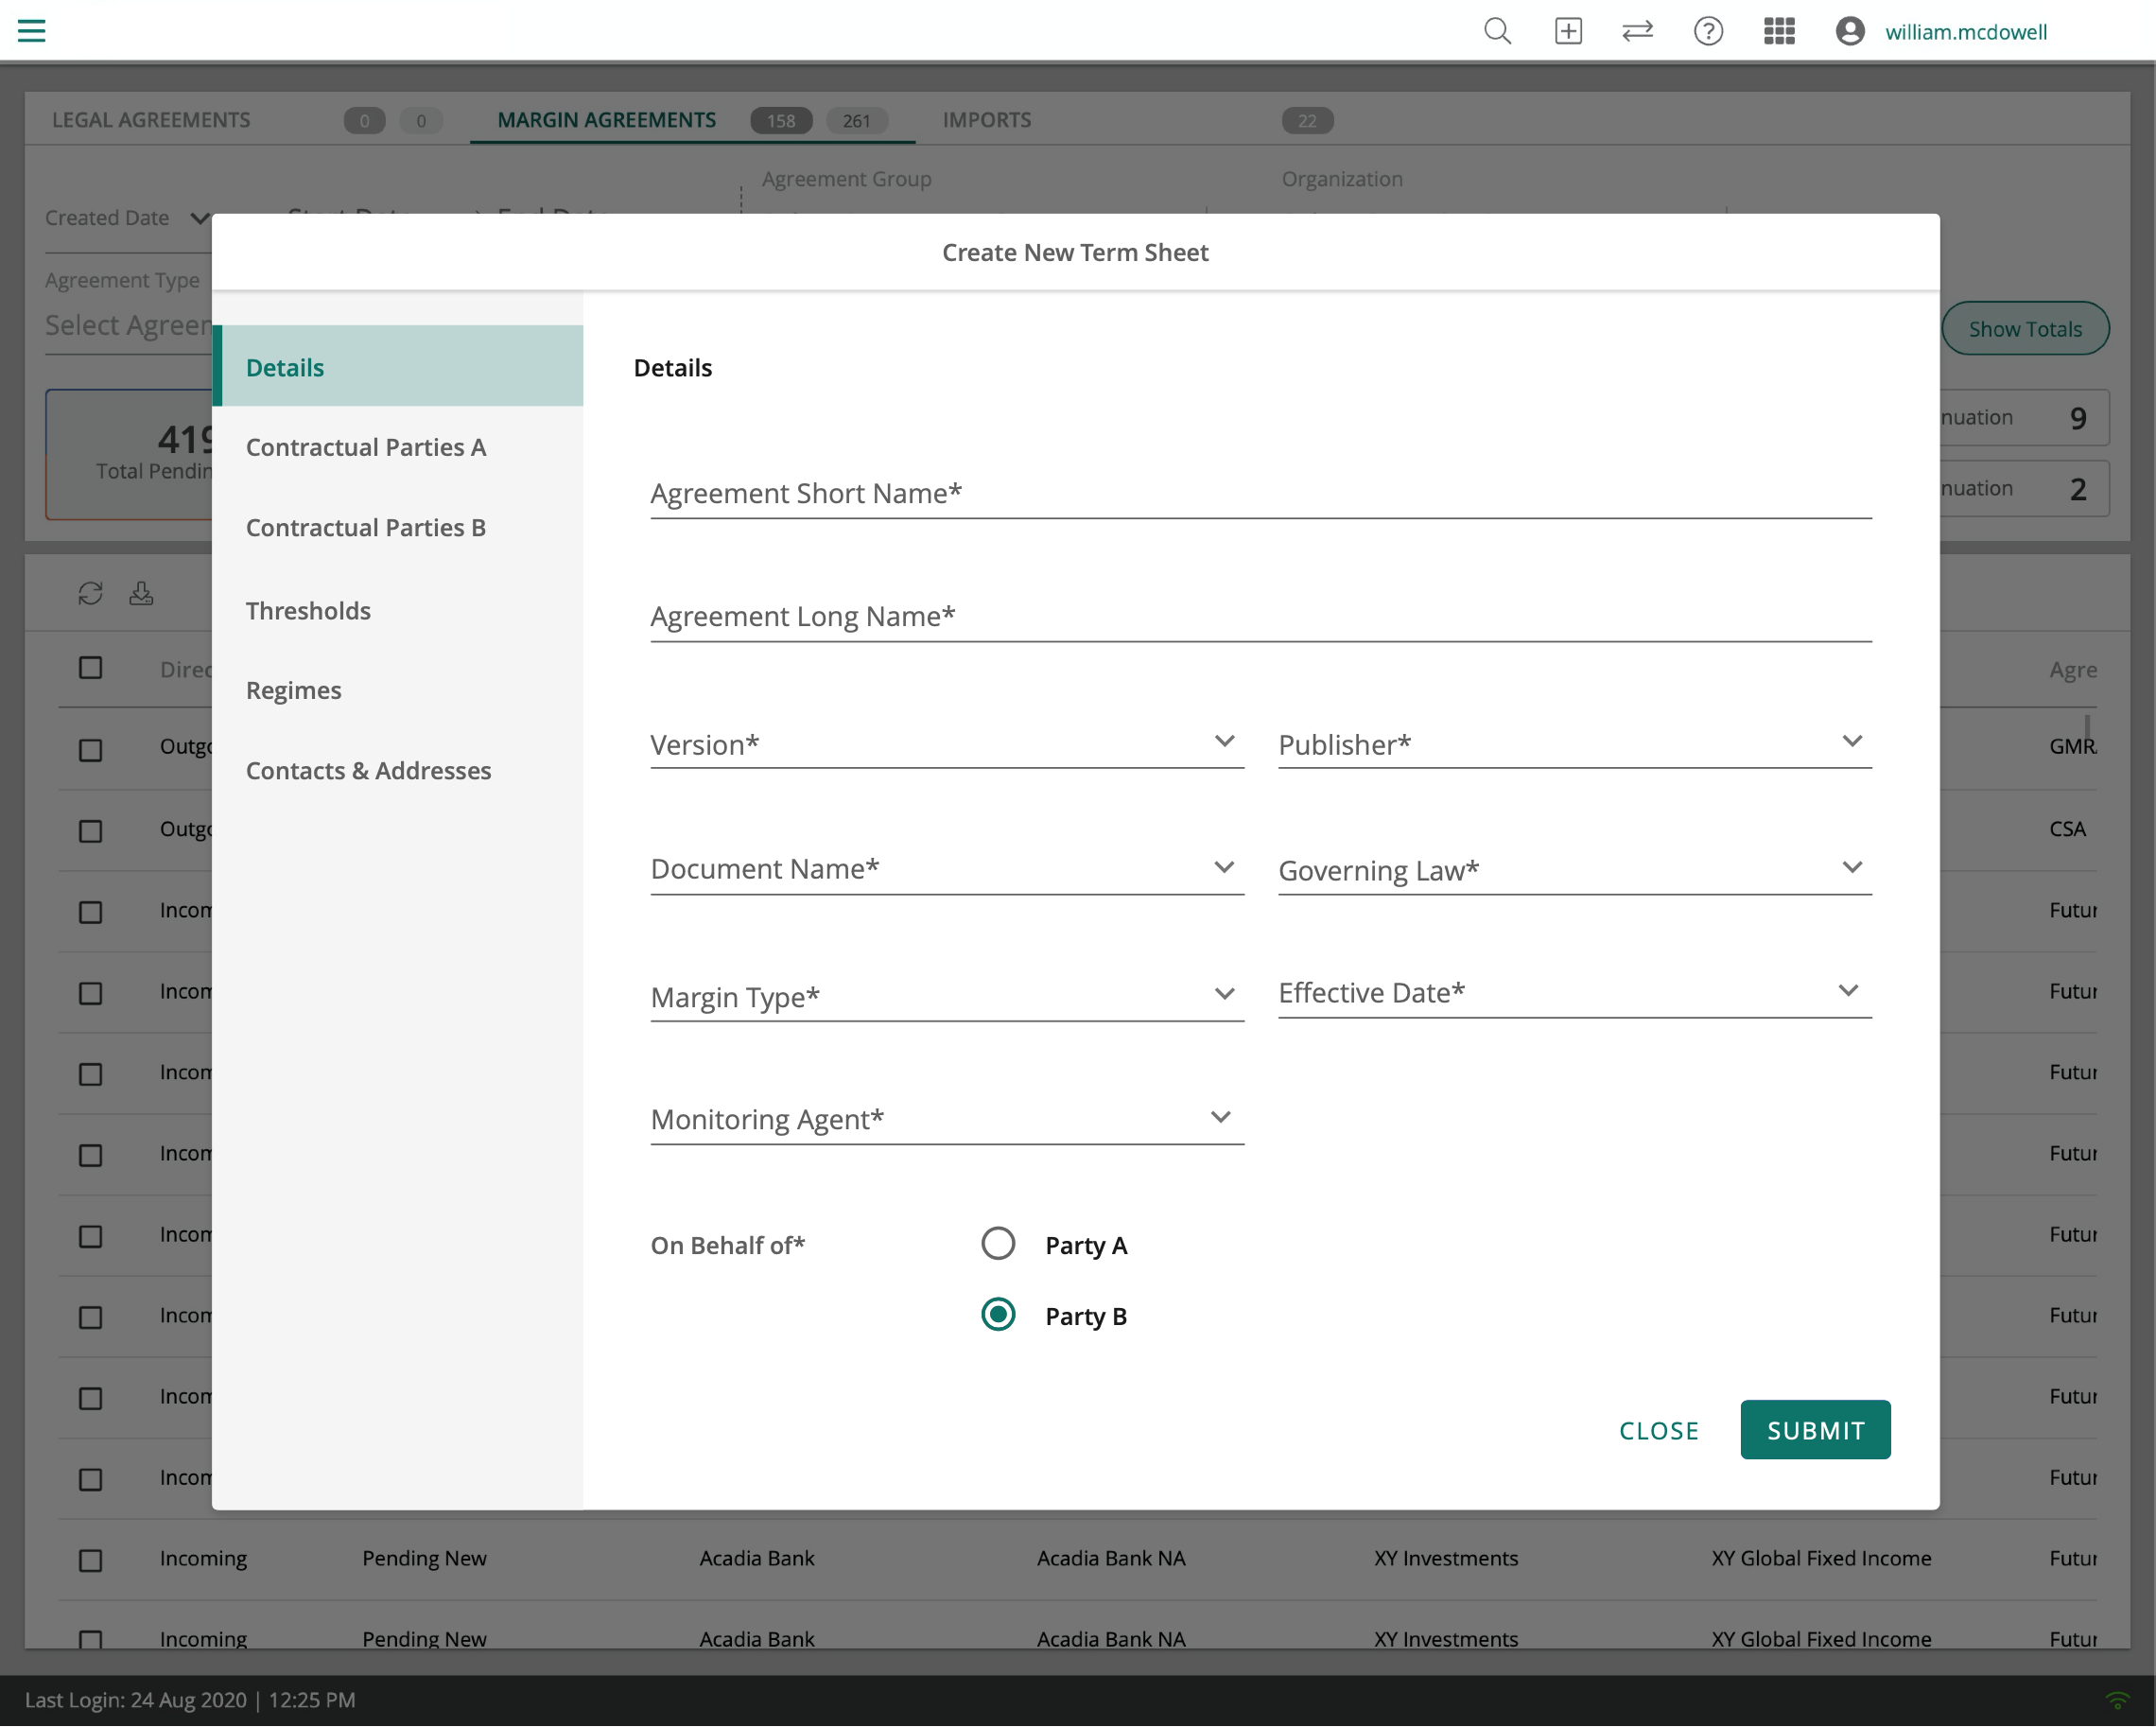 william.mcdowell
LEGAL AGREEMENTS 0 0 MARGIN AGREEMENTS 158 261 IMPORTS 22
Agreement Group Organization
Created Date
Create New Term Sheet
Agreement Type
Select Agreem
Show Totals
Details
Contractual Parties A
Contractual Parties B
Thresholds
Regimes
Contacts & Addresses
Details
Agreement Short Name*
Agreement Long Name*
Version* Publisher*
Document Name* Governing Law*
Margin Type* Effective Date*
Monitoring Agent*
On Behalf of* Party A
Party B
CLOSE SUBMIT
419
Total Pendin
nuation 9
nuation 2
Direc Agre
Outgo GMR
Outgo CSA
Incom Futur
Incom Futur
Incom Futur
Incom Futur
Incom Futur
Incom Futur
Incom Futur
Incom Futur
Incoming Pending New Acadia Bank Acadia Bank NA XY Investments XY Global Fixed Income Futur
Incoming Pending New Acadia Bank Acadia Bank NA XY Investments XY Global Fixed Income Futur
Last Login: 24 Aug 2020 | 12:25 PM